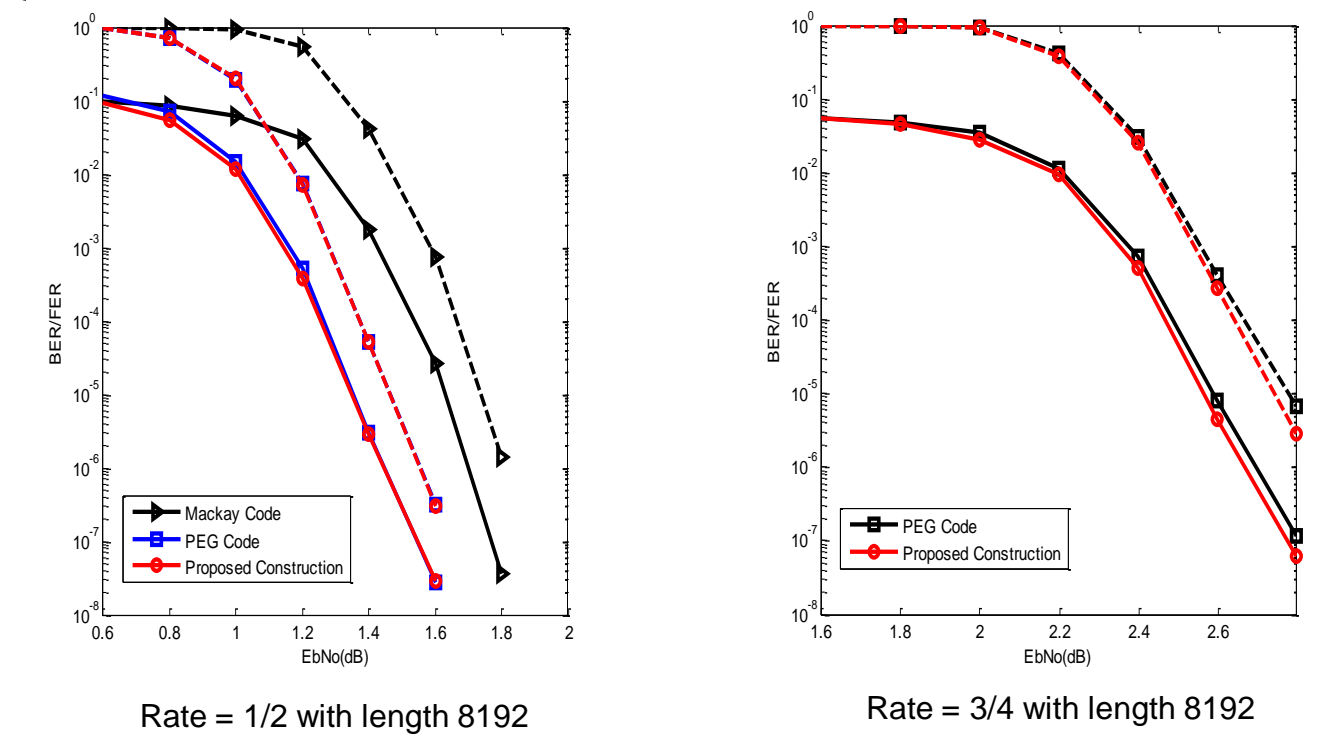 10^0
10^-1
10^-2
10^-3
10^-4
10^-5
10^-6
10^-7
10^-8
BER/FER
Mackay Code
PEG Code
Proposed Construction
0.6 0.8 1 1.2 1.4 1.6 1.8 2
EbNo(dB)
Rate = 1/2 with length 8192
10^0
10^-1
10^-2
10^-3
10^-4
10^-5
10^-6
10^-7
10^-8
BER/FER
PEG Code
Proposed Construction
1.6 1.8 2 2.2 2.4 2.6
EbNo(dB)
Rate = 3/4 with length 8192